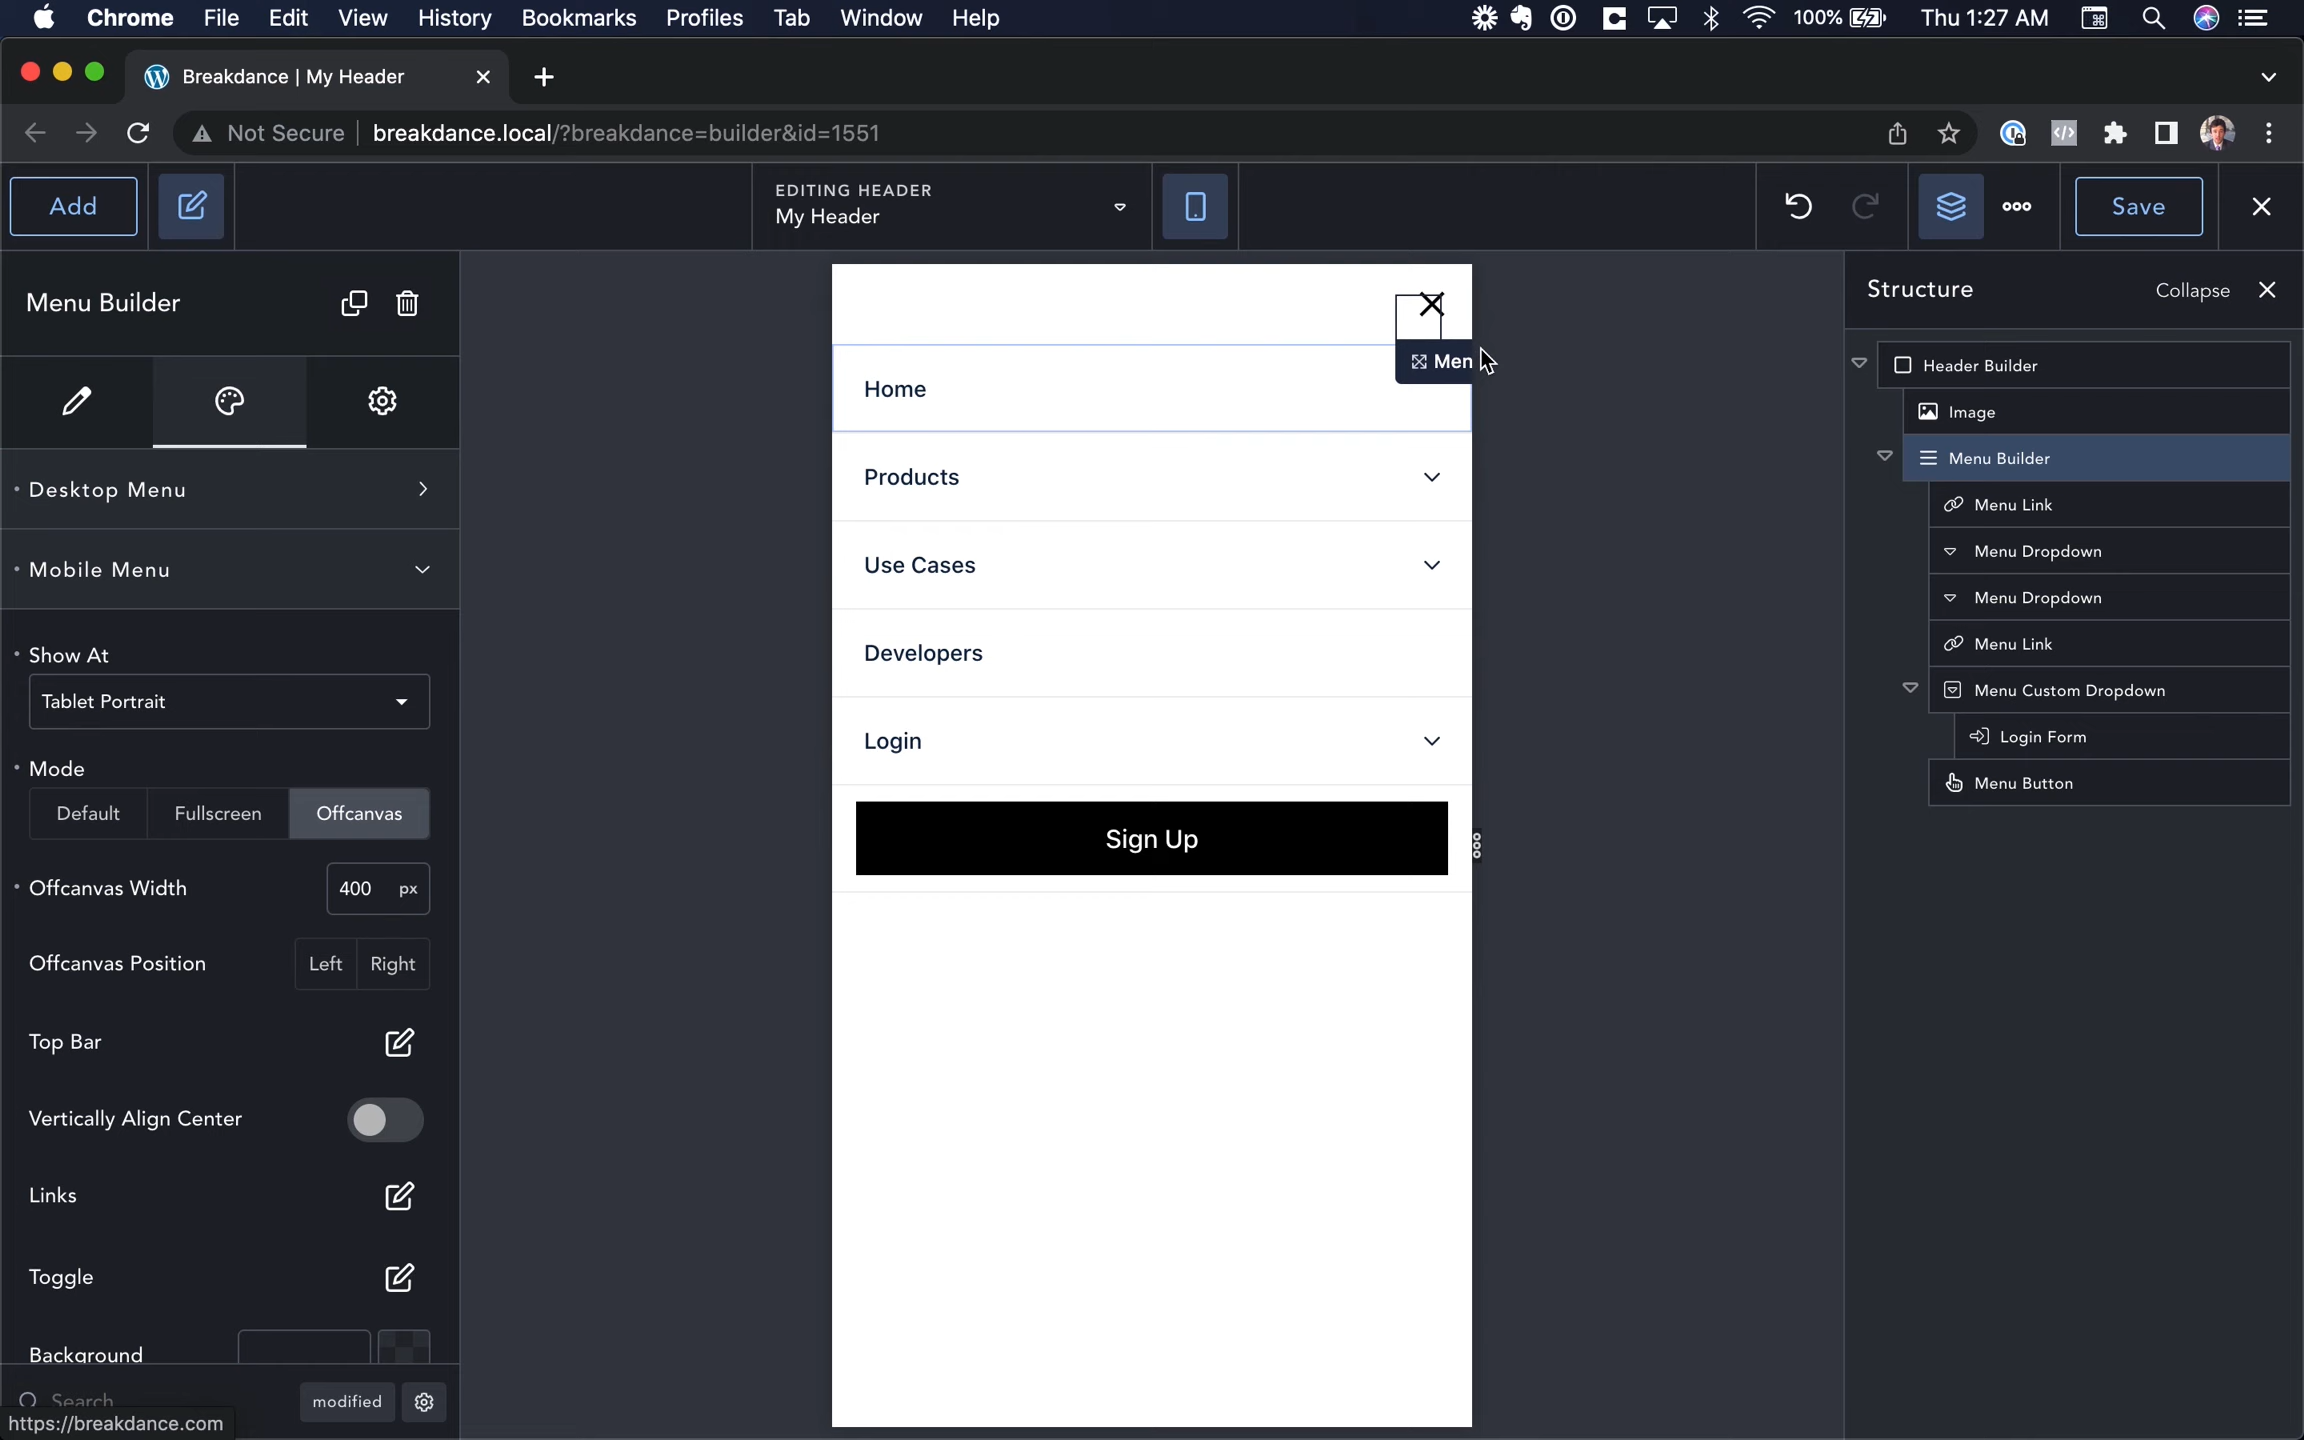 Chrome File Edit View History Bookmarks Profiles Tab Window Help 100% Thu 1:27 AM
Breakdance | My Header
Not Secure breakdance.local/?breakdance=builder&id=1551
Add
EDITING HEADER
My Header
Save
Menu Builder
Desktop Menu
Mobile Menu
Show At
Tablet Portrait
Mode
Default Fullscreen Offcanvas
Offcanvas Width 400 px
Offcanvas Position Left Right
Top Bar
Vertically Align Center
Links
Toggle
Background
Search modified
https://breakdance.com
Men
Home
Products
Use Cases
Developers
Login
Sign Up
Structure Collapse
Header Builder
Image
Menu Builder
Menu Link
Menu Dropdown
Menu Dropdown
Menu Link
Menu Custom Dropdown
Login Form
Menu Button